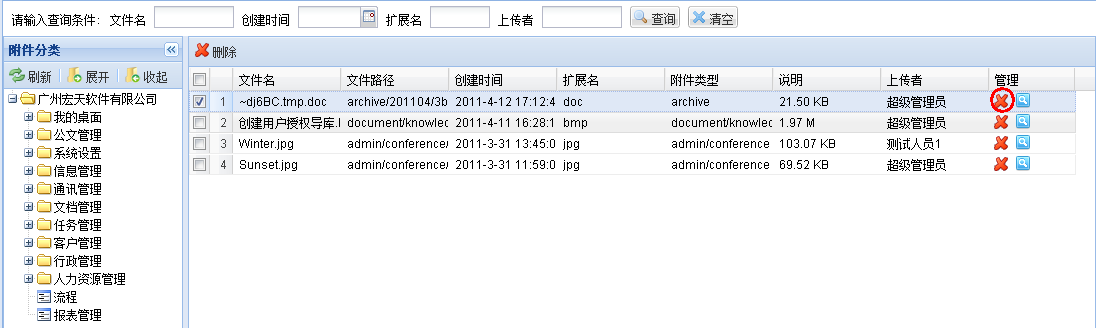 请输入查询条件： 文件名 创建时间 扩展名 上传者 查询 清空
附件分类
刷新 展开 收起
广州宏天软件有限公司
我的桌面
公文管理
系统设置
信息管理
通讯管理
文档管理
任务管理
客户管理
行政管理
人力资源管理
流程
报表管理
删除
文件名 文件路径 创建时间 扩展名 附件类型 说明 上传者 管理
1 ~dj6BC.tmp.doc archive/201104/3b 2011-4-12 17:12:4 doc archive 21.50 KB 超级管理员
2 创建用户授权导库.l document/knowlec 2011-4-11 16:28:1 bmp document/knowlec 1.97 M 超级管理员
3 Winter.jpg admin/conference/ 2011-3-31 13:45:0 jpg admin/conference 103.07 KB 测试人员1
4 Sunset.jpg admin/conference/ 2011-3-31 11:59:0 jpg admin/conference 69.52 KB 超级管理员